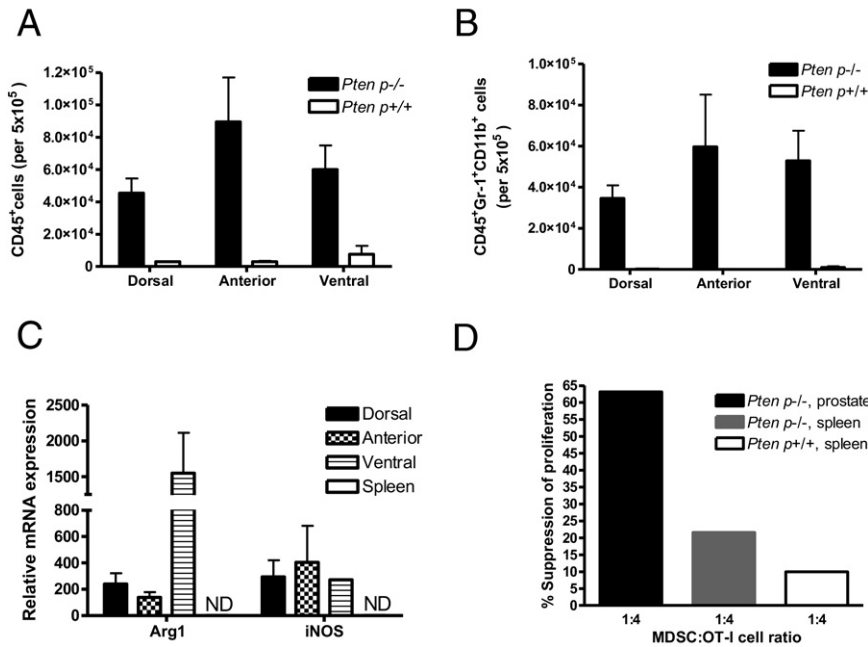 A
CD45⁺cells (per 5x10⁵)
1.2×10⁵
1.0×10⁵
8.0×10⁴
6.0×10⁴
4.0×10⁴
2.0×10⁴
0
Pten p-/-
Pten p+/+
Dorsal Anterior Ventral
B
CD45⁺Gr-1⁺CD11b⁺ cells
(per 5x10⁵)
1.0×10⁵
8.0×10⁴
6.0×10⁴
4.0×10⁴
2.0×10⁴
0
Pten p-/-
Pten p+/+
Dorsal Anterior Ventral
C
Relative mRNA expression
2500
2000
1500
800
600
400
200
0
Dorsal
Anterior
Ventral
Spleen
ND ND
Arg1 iNOS
D
% Suppression of proliferation
65
60
55
50
45
40
35
30
25
20
15
10
5
0
Pten p-/-, prostate
Pten p-/-, spleen
Pten p+/+, spleen
1:4 1:4 1:4
MDSC:OT-I cell ratio